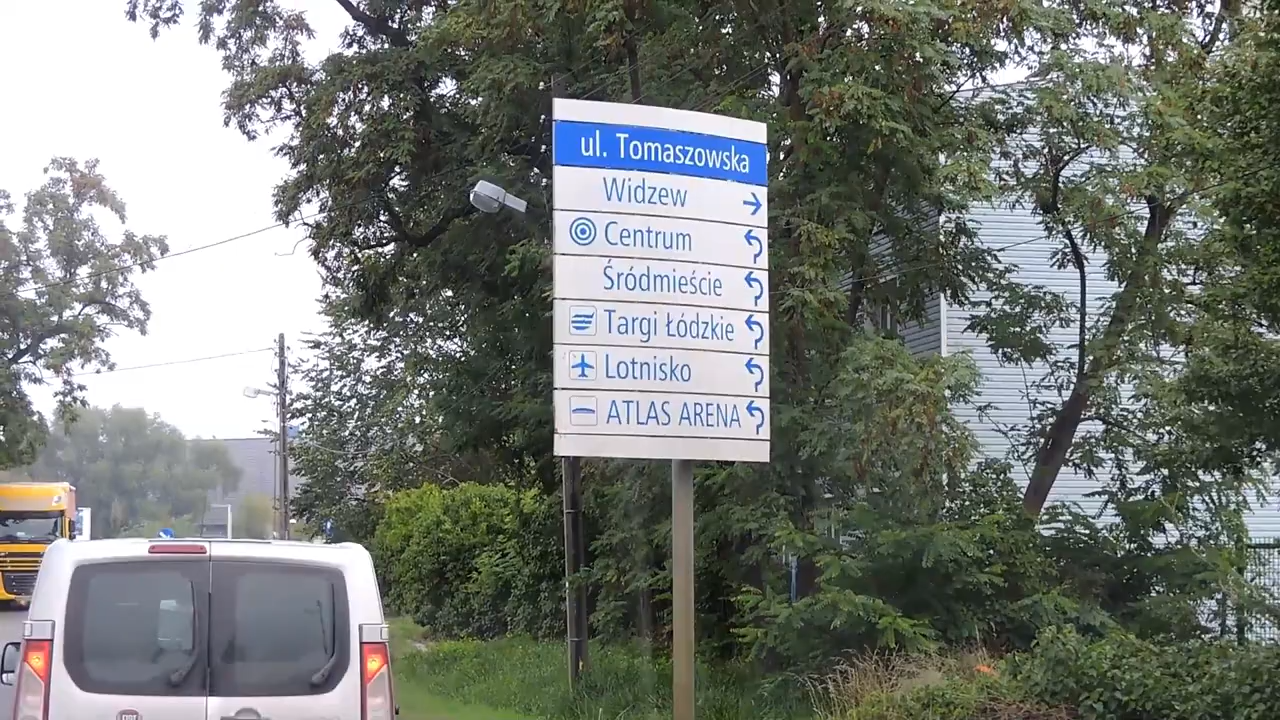 ul. Tomaszowska
Widzew
Centrum
Śródmieście
Targi Łódzkie
Lotnisko
ATLAS ARENA